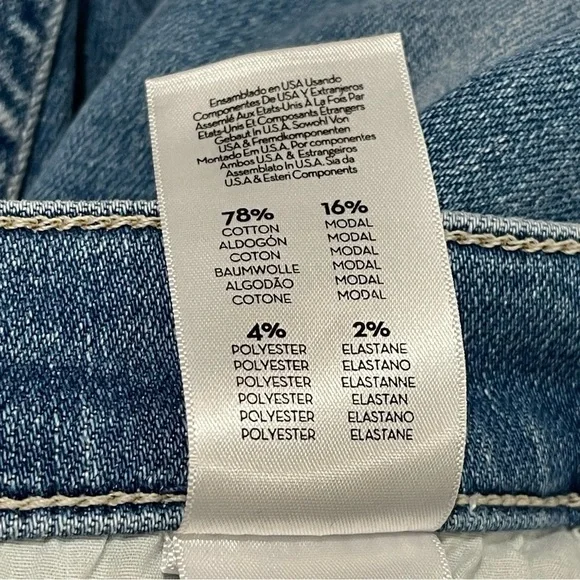 Ensamblado en USA Usando
Componentes De USA Y Extranjeros
Assemlé Aux Etats-Unis À La Fois Par
Etats-Unis Et Composants Etrangers
Gebaut In U.S.A. Sowohl Von
USA & Fremdkomponenten
Montado Em U.S.A. Por componentes
Ambos U.S.A & Estrangeiros
Assemblato In U.S.A. Sia da
U.S.A & Esteri Components
78% 16%
COTTON MODAL
ALDOGÓN MODAL
COTON MODAL
BAUMWOLLE MODAL
ALGODÃO MODAL
COTONE MODAL
4% 2%
POLYESTER ELASTANE
POLYESTER ELASTANO
POLYESTER ELASTANNE
POLYESTER ELASTAN
POLYESTER ELASTANO
POLYESTER ELASTANE